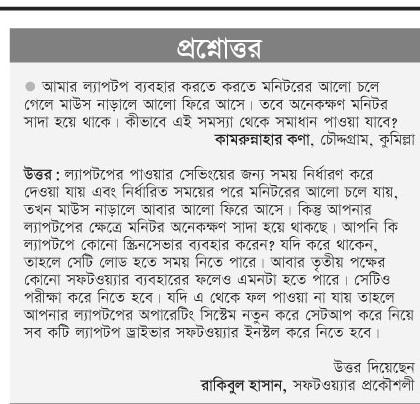 প্রশ্নোত্তর
আমার ল্যাপটপ ব্যবহার করতে করতে মনিটরের আলো চলে
গেলে মাউস নাড়ালে আলো ফিরে আসে। তবে অনেকক্ষণ মনিটর
সাদা হয়ে থাকে। কীভাবে এই সমস্যা থেকে সমাধান পাওয়া যাবে?
কামরুন্নাহার কণা, চৌদ্দগ্রাম, কুমিল্লা
উত্তর : ল্যাপটপের পাওয়ার সেভিংয়ের জন্য সময় নির্ধারণ করে
দেওয়া যায় এবং নির্ধারিত সময়ের পরে মনিটরের আলো চলে যায়,
তখন মাউস নাড়ালে আবার আলো ফিরে আসে। কিন্তু আপনার
ল্যাপটপের ক্ষেত্রে মনিটর অনেকক্ষণ সাদা হয়ে থাকছে। আপনি কি
ল্যাপটপে কোনো স্ক্রিনসেভার ব্যবহার করেন? যদি করে থাকেন,
তাহলে সেটি লোড হতে সময় নিতে পারে। আবার তৃতীয় পক্ষের
কোনো সফটওয়্যার ব্যবহারের ফলেও এমনটা হতে পারে। সেটিও
পরীক্ষা করে নিতে হবে। যদি এ থেকে ফল পাওয়া না যায় তাহলে
আপনার ল্যাপটপের অপারেটিং সিস্টেম নতুন করে সেটআপ করে নিয়ে
সব কটি ল্যাপটপ ড্রাইভার সফটওয়্যার ইনস্টল করে নিতে হবে।
উত্তর দিয়েছেন
রাকিবুল হাসান, সফটওয়্যার প্রকৌশলী